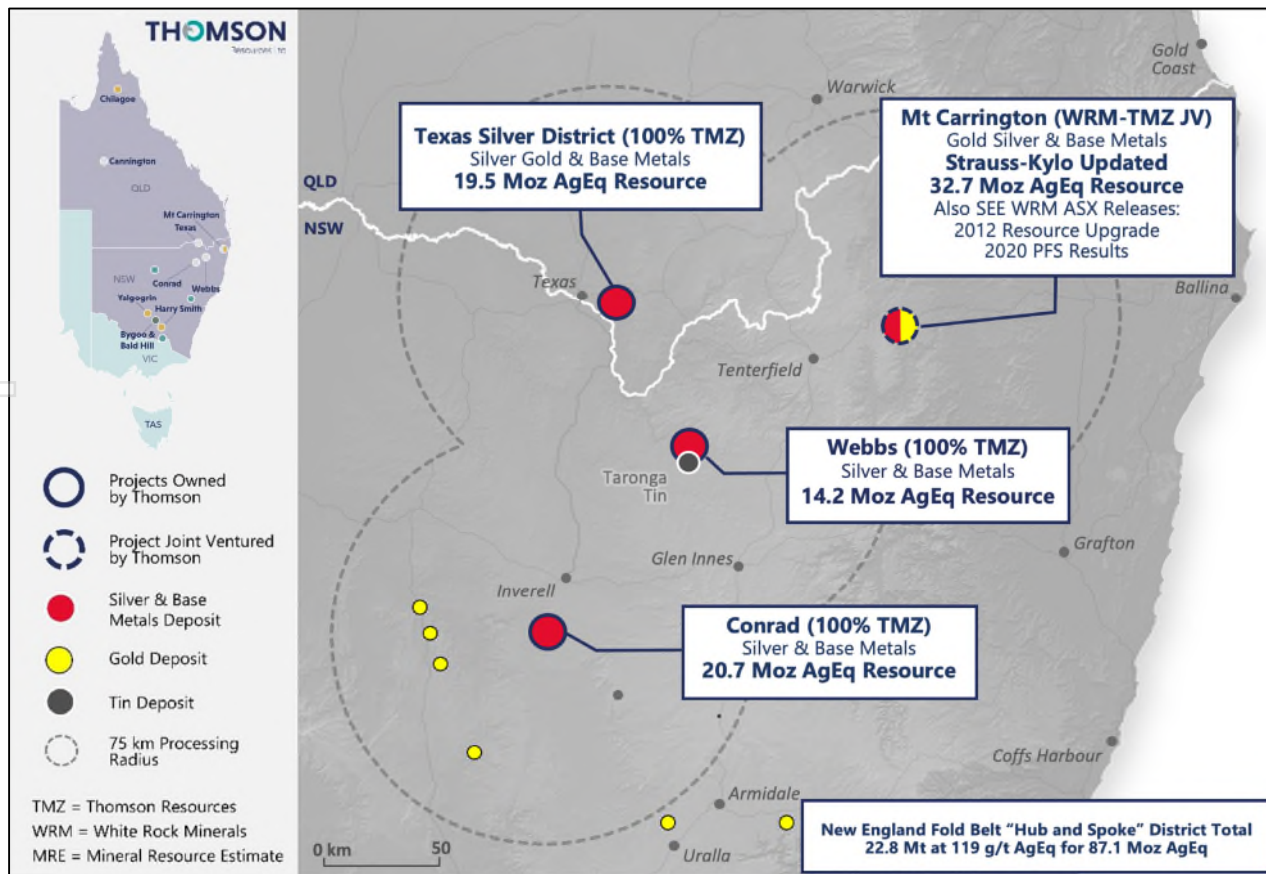 THOMSON
Resources Ltd
Chilagoe
Cannington
QLD
Mt Carrington
Texas
NSW
Conrad
Webbs
Yalgogrin
Harry Smith
Bygoo &
Bald Hill
VIC
TAS
Projects Owned
by Thomson
Project Joint Ventured
by Thomson
Silver & Base
Metals Deposit
Gold Deposit
Tin Deposit
75 km Processing
Radius
TMZ = Thomson Resources
WRM = White Rock Minerals
MRE = Mineral Resource Estimate
Gold
Coast
Warwick
Texas Silver District (100% TMZ)
Silver Gold & Base Metals
19.5 Moz AgEq Resource
Mt Carrington (WRM-TMZ JV)
Gold Silver & Base Metals
Strauss-Kylo Updated
32.7 Moz AgEq Resource
Also SEE WRM ASX Releases:
2012 Resource Upgrade
2020 PFS Results
QLD
NSW
Texas
Ballina
Tenterfield
Webbs (100% TMZ)
Silver & Base Metals
14.2 Moz AgEq Resource
Taronga
Tin
Glen Innes
Grafton
Inverell
Conrad (100% TMZ)
Silver & Base Metals
20.7 Moz AgEq Resource
Coffs Harbour
Armidale
Uralla
0 km 50
New England Fold Belt “Hub and Spoke” District Total
22.8 Mt at 119 g/t AgEq for 87.1 Moz AgEq